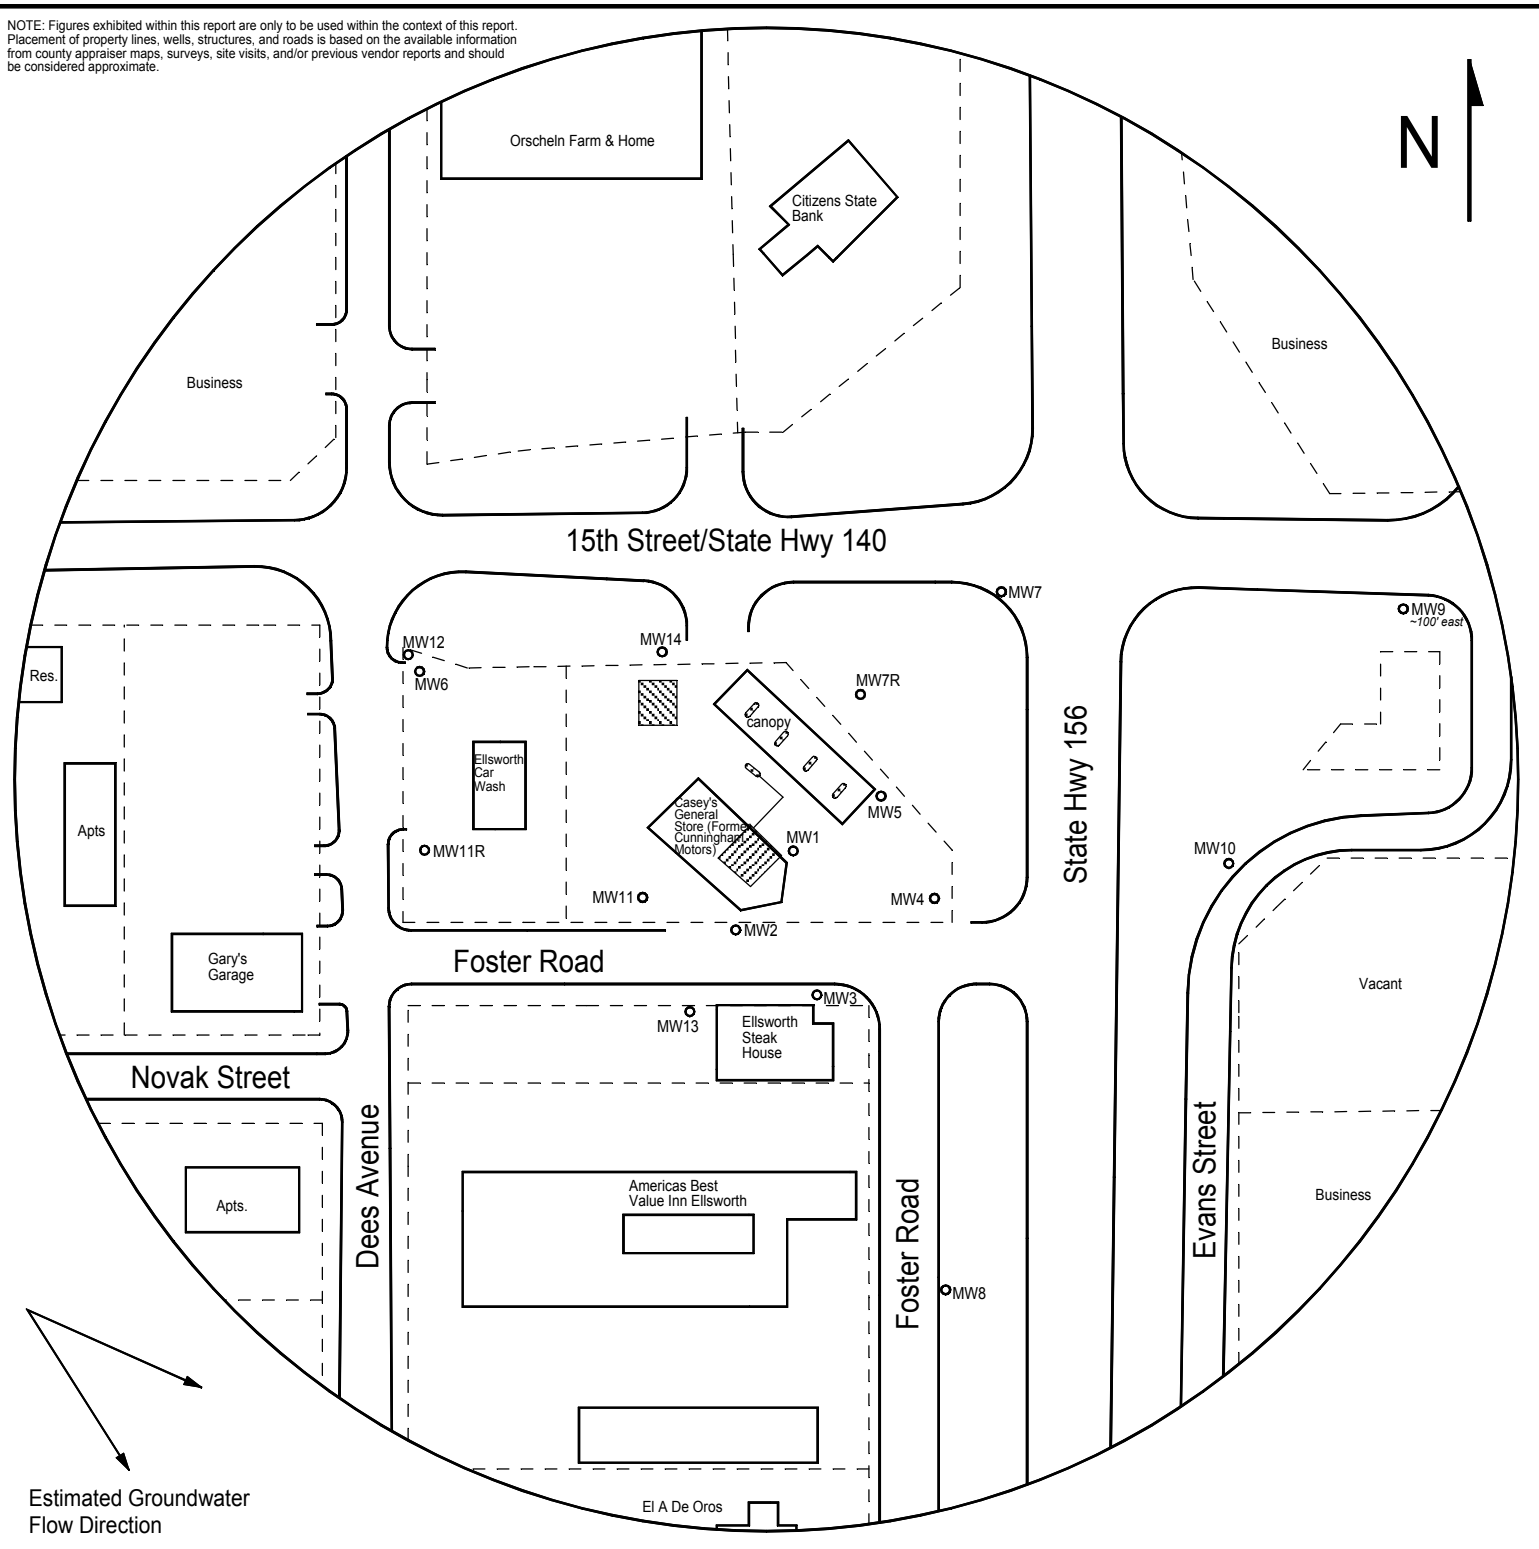 NOTE: Figures exhibited within this report are only to be used within the context of this report.
Placement of property lines, wells, structures, and roads is based on the available information
from county appraiser maps, surveys, site visits, and/or previous vendor reports and should
be considered approximate.
N
Orscheln Farm & Home
Citizens State
Bank
Business
Business
15th Street/State Hwy 140
MW7
MW9
~100' east
MW12
MW14
MW6
Res.
MW7R
canopy
State Hwy 156
Ellsworth
Car
Wash
Casey's
General
Store (Forme
Cunningham
Motors)
MW5
Apts
MW11R
MW1
MW10
MW11
MW4
MW2
Foster Road
Gary's
Garage
Vacant
MW3
MW13
Ellsworth
Steak
House
Novak Street
Dees Avenue
Evans Street
Americas Best
Value Inn Ellsworth
Business
Apts.
Foster Road
MW8
Estimated Groundwater
Flow Direction
El A De Oros